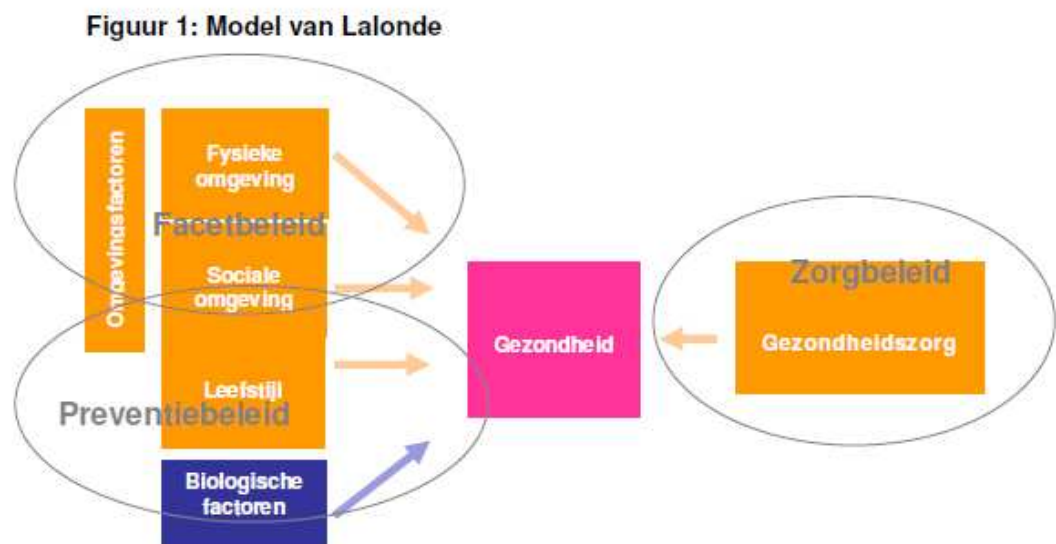 Figuur 1: Model van Lalonde
Omgevingsfactoren
Fysieke
omgeving
Facetbeleid
Sociale
omgeving
Leefstijl
Preventiebeleid
Biologische
factoren
Gezondheid
Zorgbeleid
Gezondheidszorg